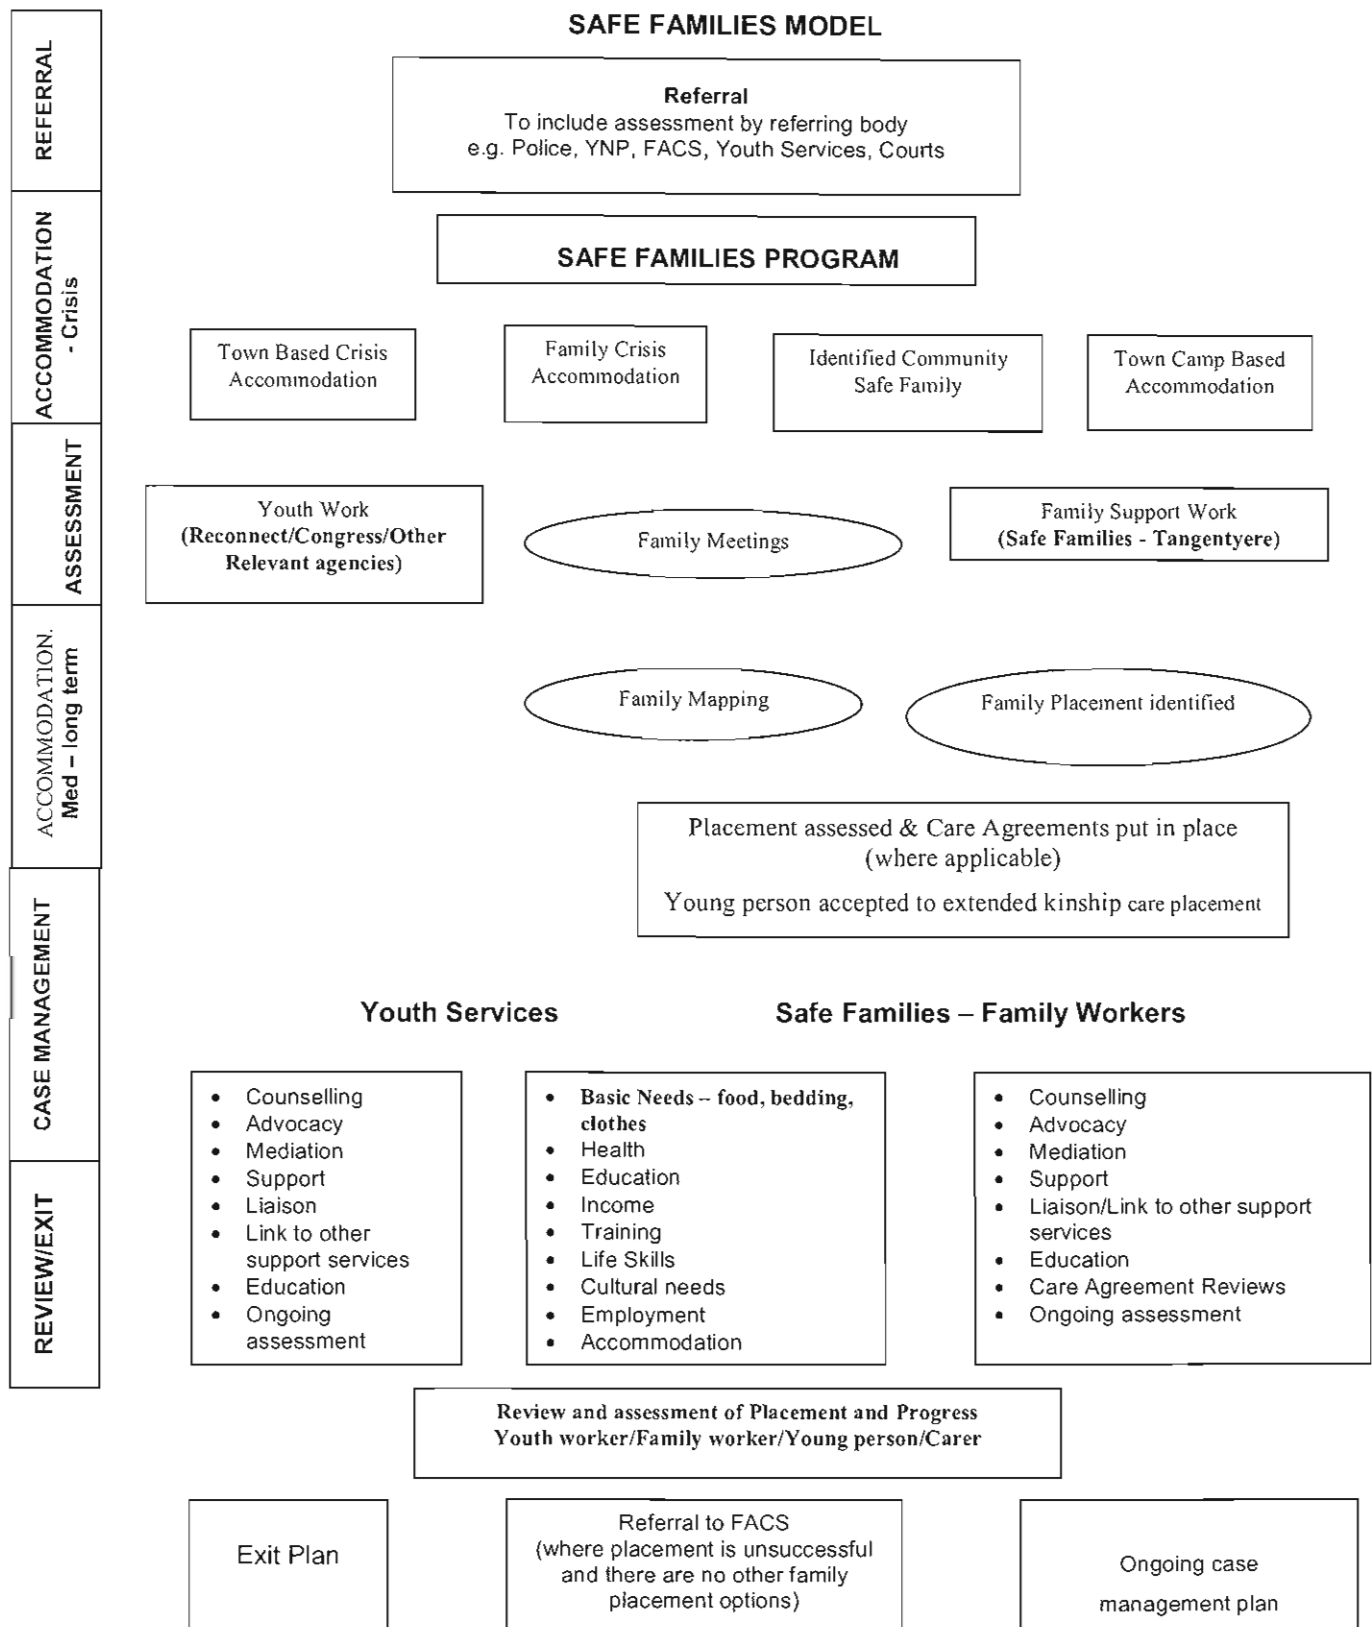 SAFE FAMILIES MODEL
REFERRAL
Referral
To include assessment by referring body
e.g. Police, YNP, FACS, Youth Services, Courts
ACCOMMODATION
- Crisis
SAFE FAMILIES PROGRAM
Town Based Crisis
Accommodation
Family Crisis
Accommodation
Identified Community
Safe Family
Town Camp Based
Accommodation
ASSESSMENT
Youth Work
(Reconnect/Congress/Other
Relevant agencies)
Family Meetings
Family Support Work
(Safe Families - Tangentyere)
ACCOMMODATION.
Med – long term
Family Mapping
Family Placement identified
Placement assessed & Care Agreements put in place
(where applicable)
Young person accepted to extended kinship care placement
CASE MANAGEMENT
Youth Services
Safe Families – Family Workers
• Counselling
• Advocacy
• Mediation
• Support
• Liaison
• Link to other
support services
• Education
• Ongoing
assessment
• Basic Needs – food, bedding,
clothes
• Health
• Education
• Income
• Training
• Life Skills
• Cultural needs
• Employment
• Accommodation
• Counselling
• Advocacy
• Mediation
• Support
• Liaison/Link to other support
services
• Education
• Care Agreement Reviews
• Ongoing assessment
REVIEW/EXIT
Review and assessment of Placement and Progress
Youth worker/Family worker/Young person/Carer
Exit Plan
Referral to FACS
(where placement is unsuccessful
and there are no other family
placement options)
Ongoing case
management plan